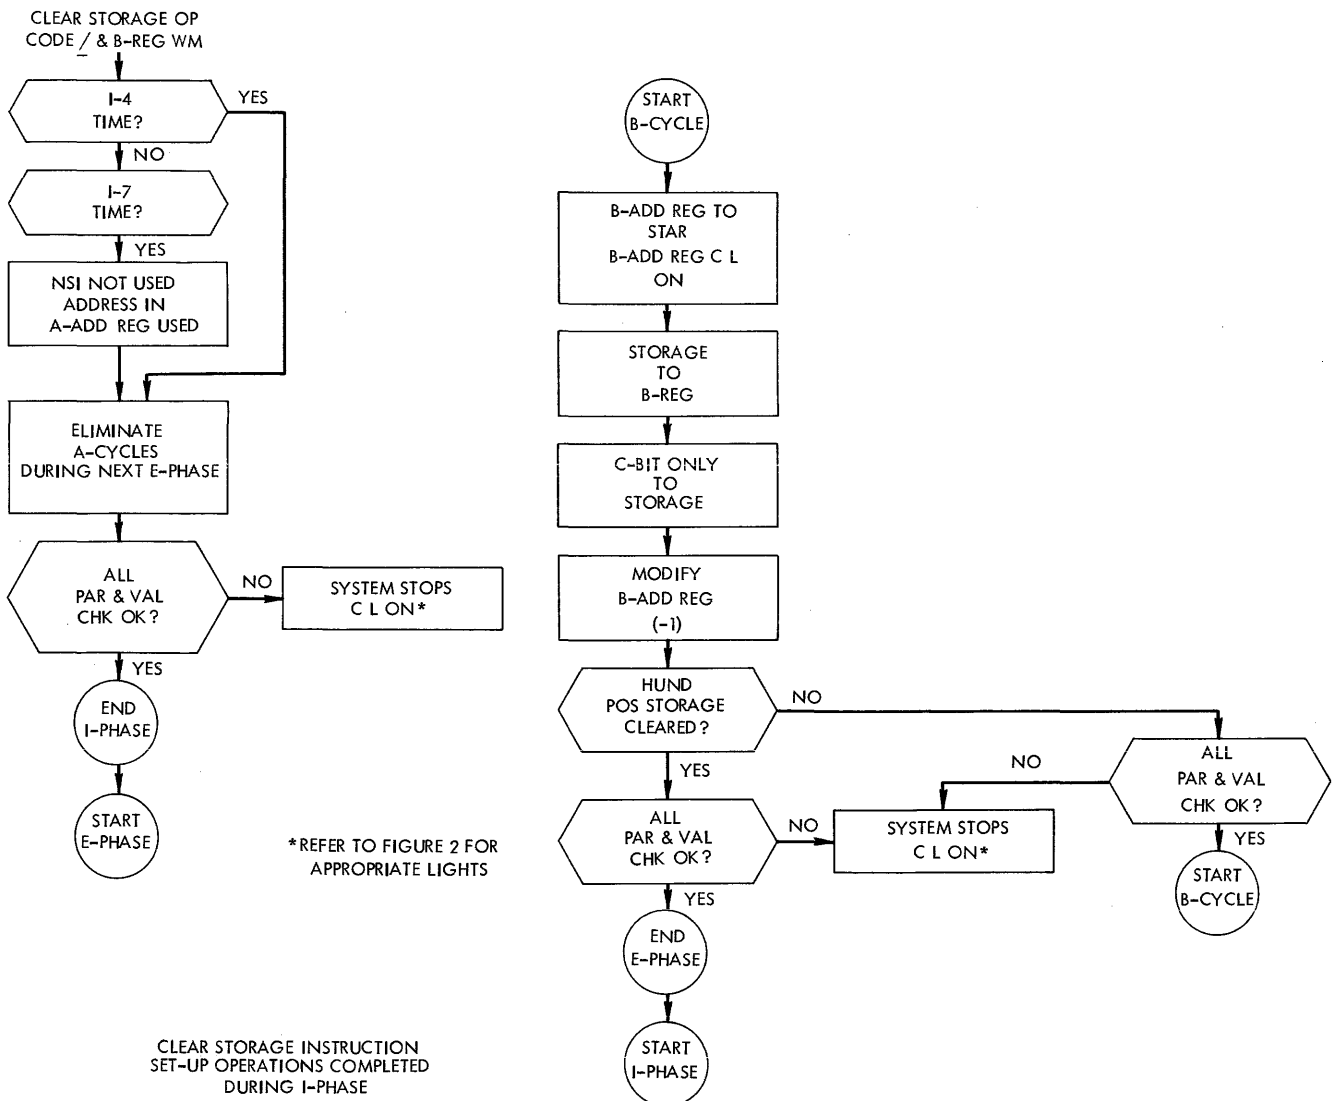 CLEAR STORAGE OP
CODE / & B-REG WM
I-4
TIME?
YES
NO
I-7
TIME?
YES
NSI NOT USED
ADDRESS IN
A-ADD REG USED
ELIMINATE
A-CYCLES
DURING NEXT E-PHASE
ALL
PAR & VAL
CHK OK?
NO
SYSTEM STOPS
C L ON*
YES
END
I-PHASE
START
E-PHASE
*REFER TO FIGURE 2 FOR
APPROPRIATE LIGHTS
CLEAR STORAGE INSTRUCTION
SET-UP OPERATIONS COMPLETED
DURING I-PHASE
START
B-CYCLE
B-ADD REG TO
STAR
B-ADD REG C L
ON
STORAGE
TO
B-REG
C-BIT ONLY
TO
STORAGE
MODIFY
B-ADD REG
(-1)
HUND
POS STORAGE
CLEARED?
NO
YES
ALL
PAR & VAL
CHK OK?
NO
SYSTEM STOPS
C L ON*
YES
END
E-PHASE
START
I-PHASE
ALL
PAR & VAL
CHK OK?
NO
YES
START
B-CYCLE